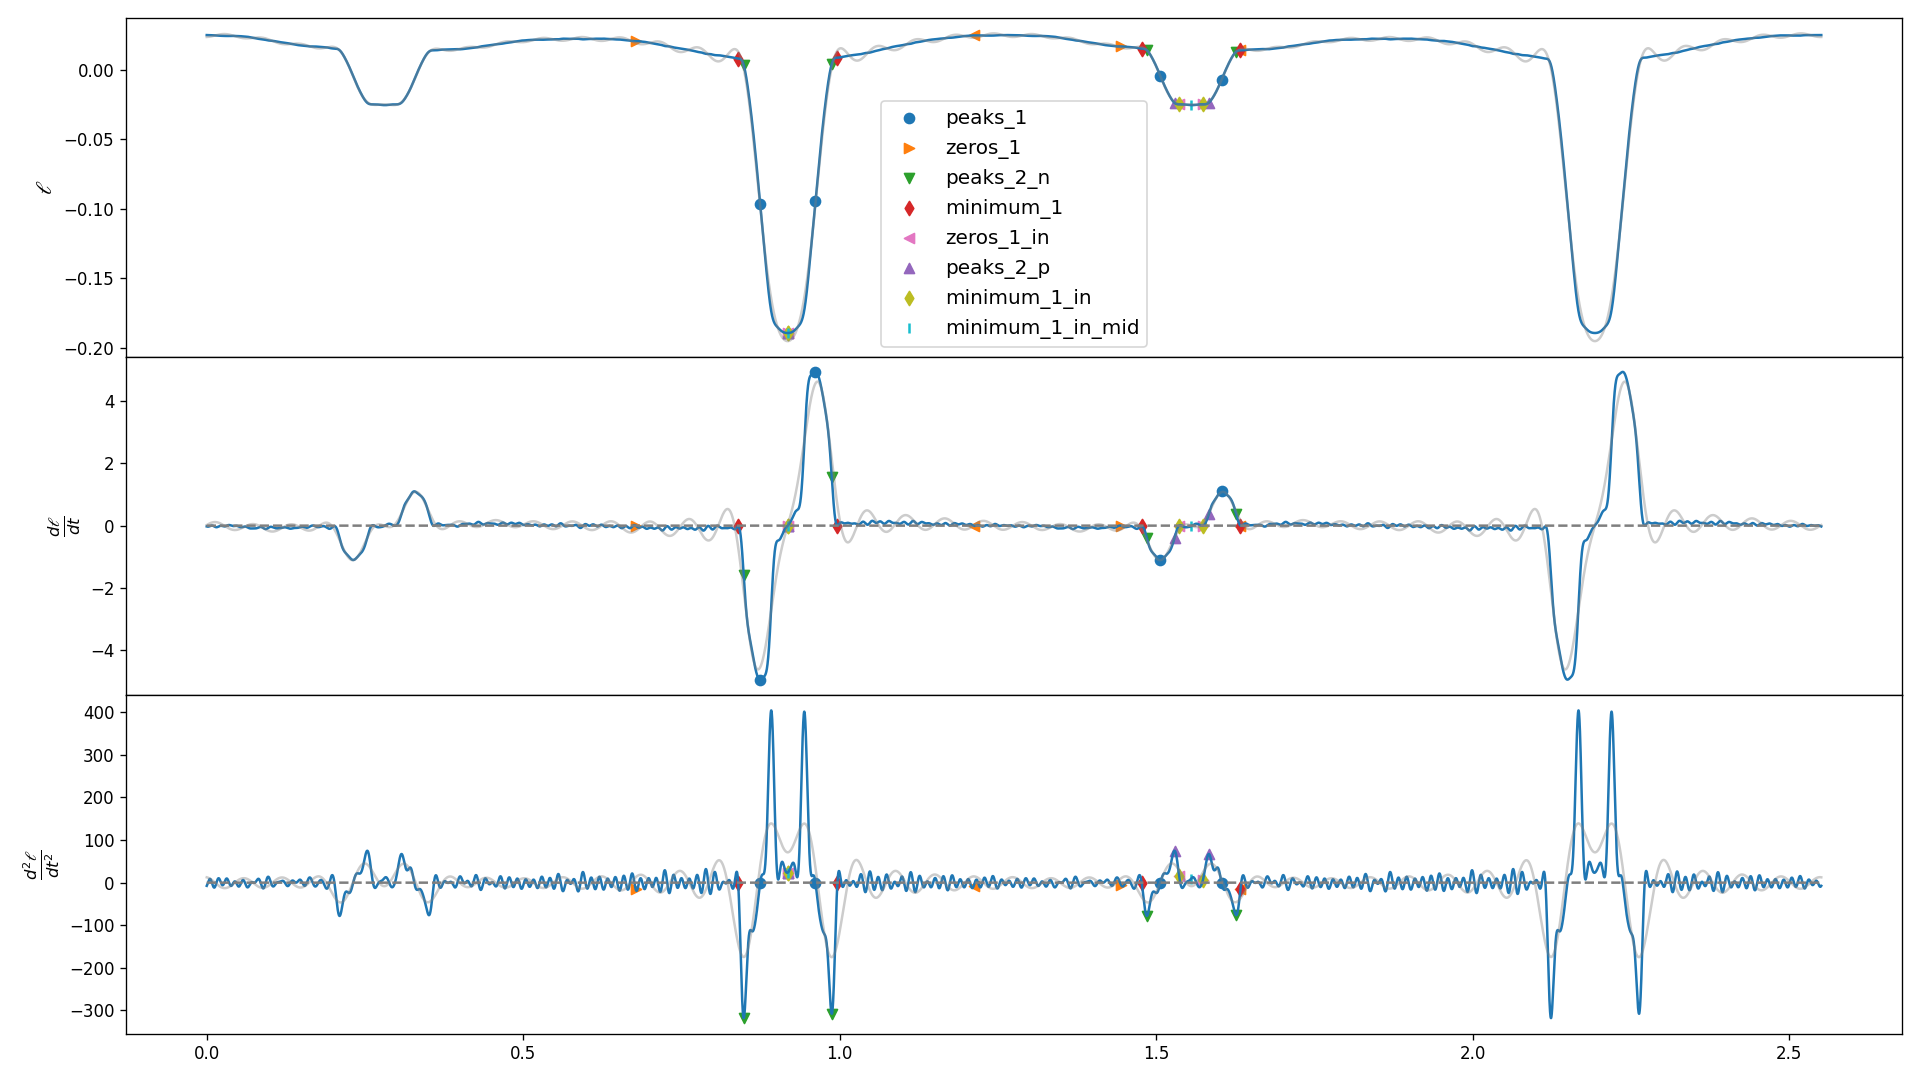 0.00
−0.05
−0.10
−0.15
−0.20
ℓ
peaks_1
zeros_1
peaks_2_n
minimum_1
zeros_1_in
peaks_2_p
minimum_1_in
minimum_1_in_mid
4
2
0
−2
−4
dℓ
dt
400
300
200
100
0
−100
−200
−300
d²ℓ
dt²
0.0 0.5 1.0 1.5 2.0 2.5